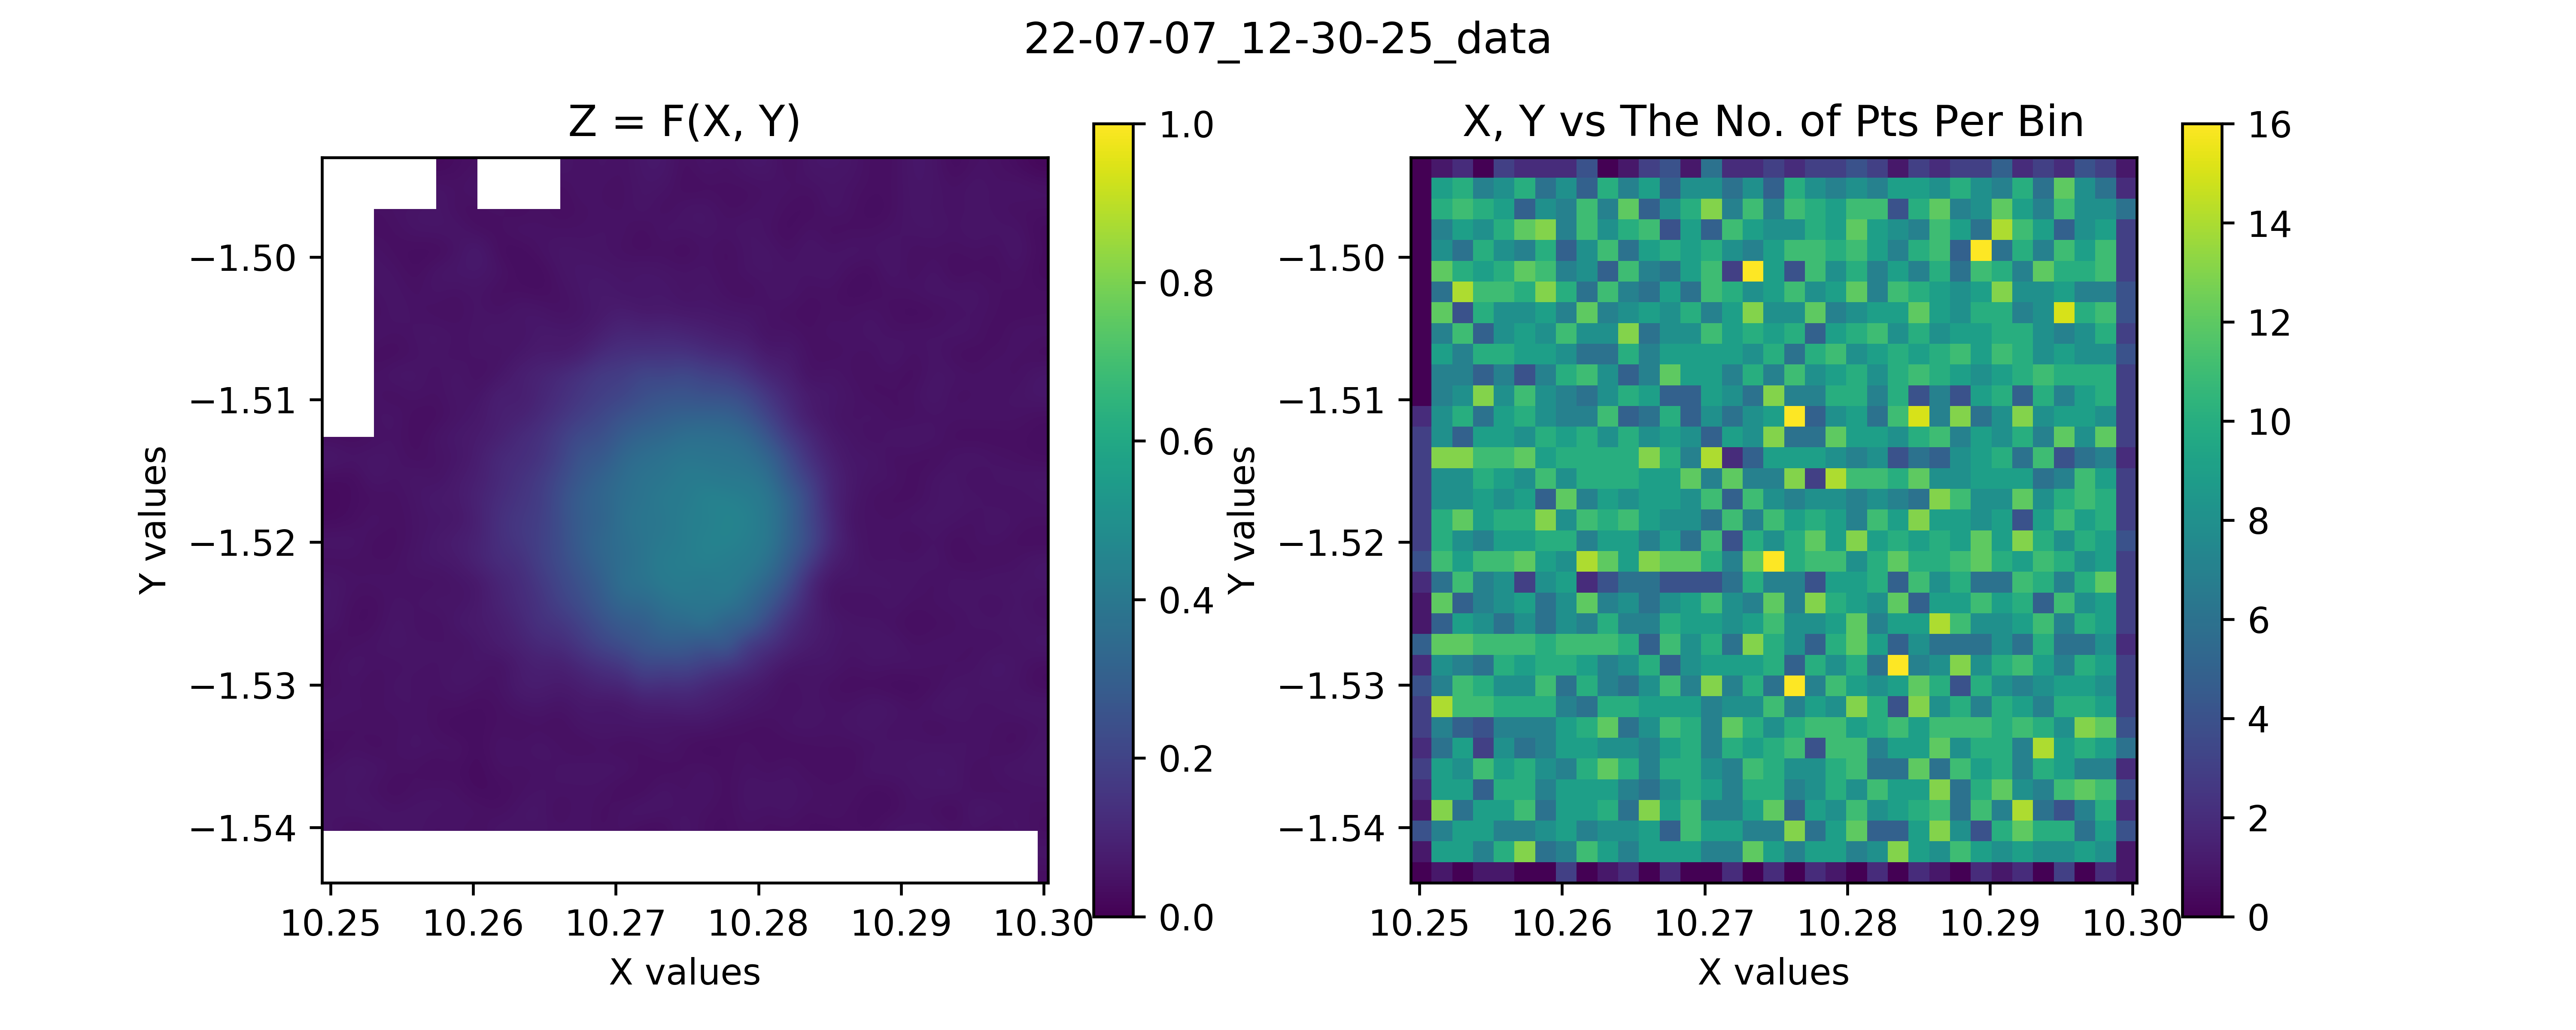 22-07-07_12-30-25_data
Z = F(X, Y)
Y values
−1.50
−1.51
−1.52
−1.53
−1.54
10.25 10.26 10.27 10.28 10.29 10.30
X values
1.0
0.8
0.6
0.4
0.2
0.0
X, Y vs The No. of Pts Per Bin
Y values
−1.50
−1.51
−1.52
−1.53
−1.54
10.25 10.26 10.27 10.28 10.29 10.30
X values
16
14
12
10
8
6
4
2
0